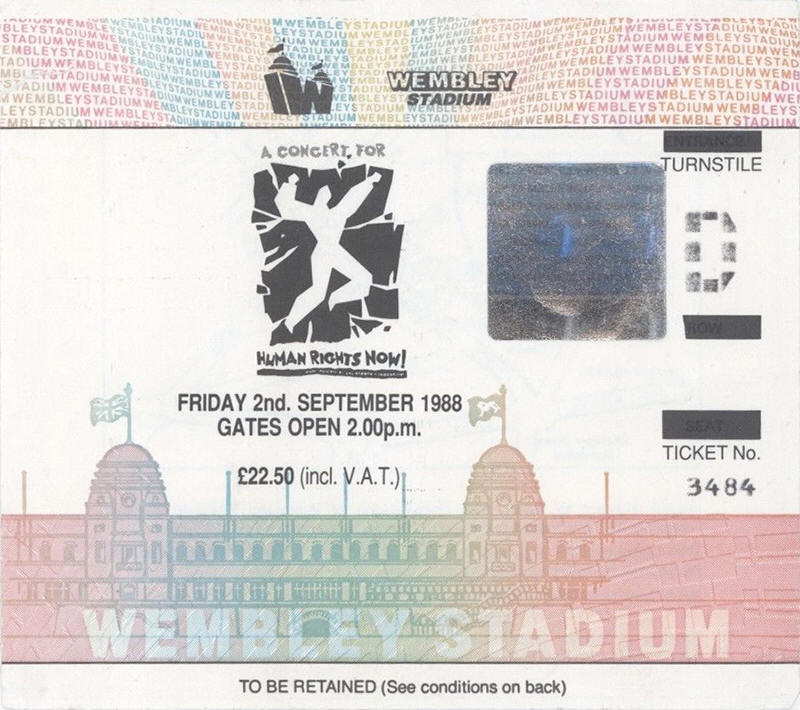 WEMBLEY
STADIUM
A CONCERT FOR
HUMAN RIGHTS NOW!
FRIDAY 2nd. SEPTEMBER 1988
GATES OPEN 2.00p.m.
£22.50 (incl. V.A.T.)
ENTRANCE
TURNSTILE
D
ROW
SEAT
TICKET No.
3484
WEMBLEY STADIUM
TO BE RETAINED (See conditions on back)